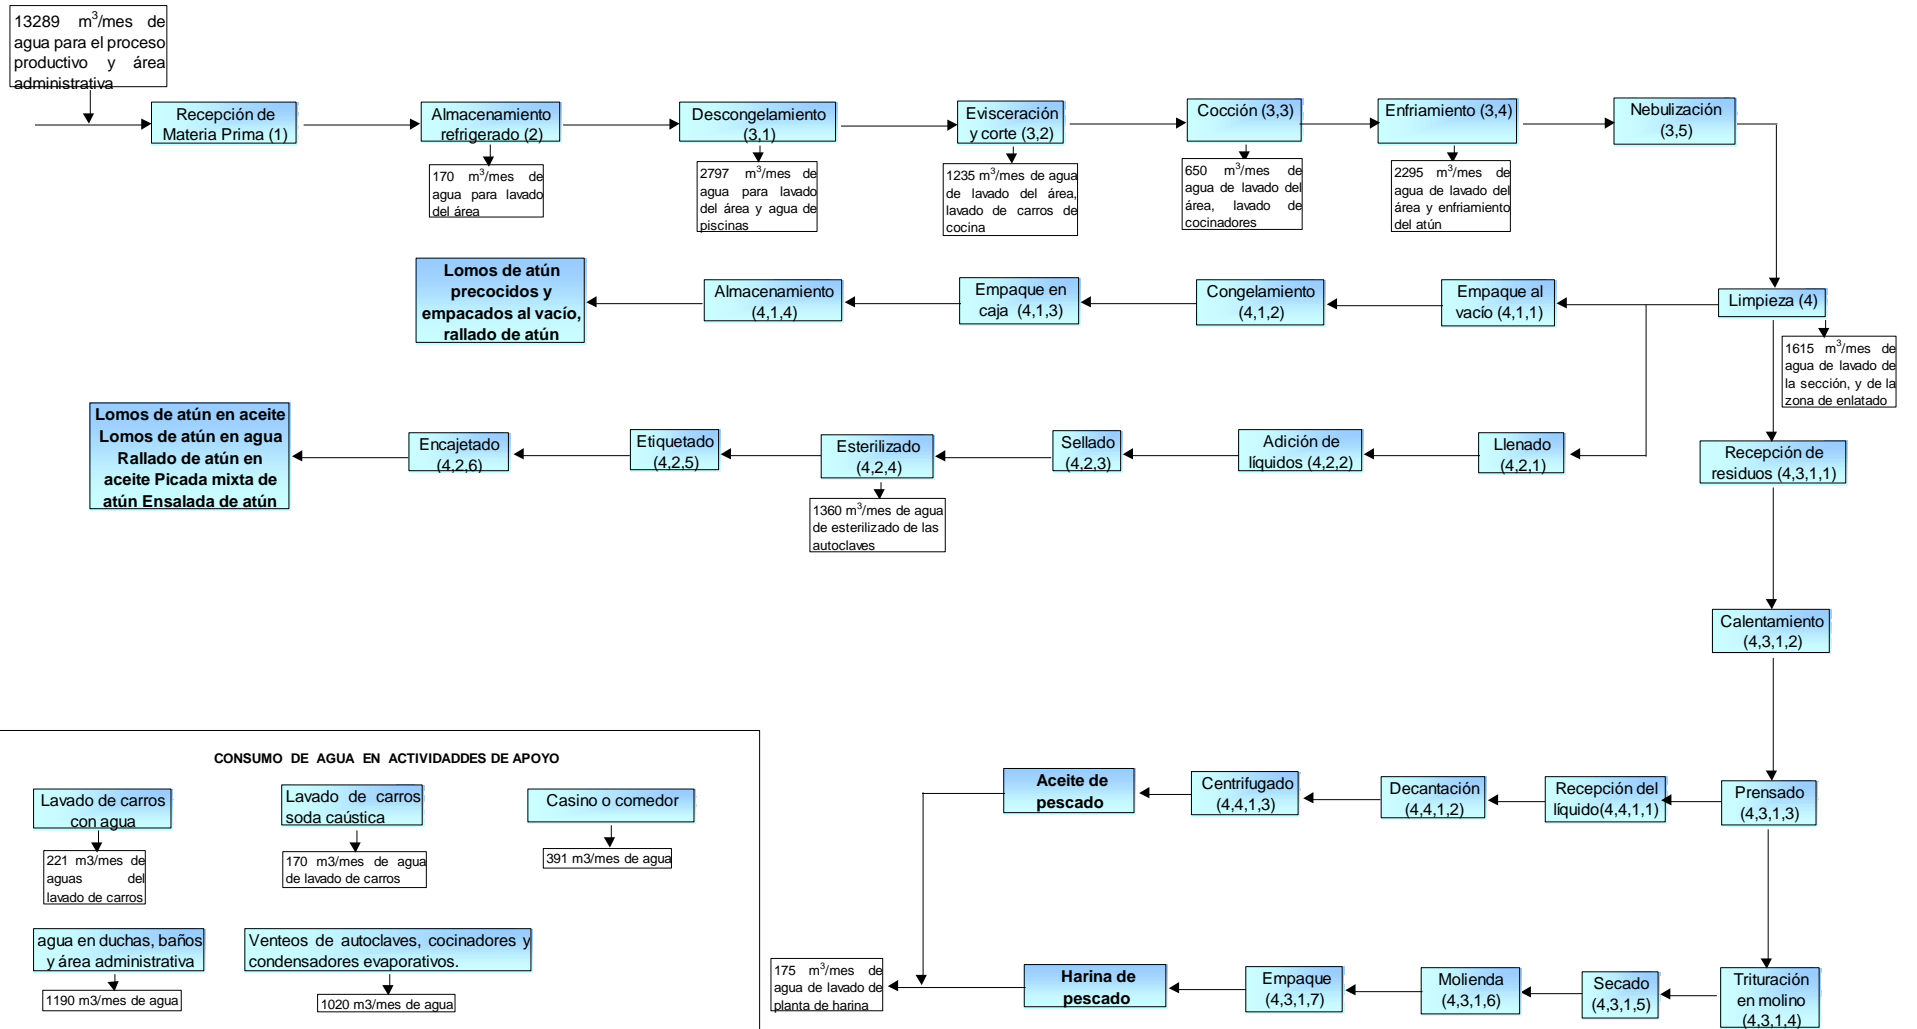 13289 m³/mes de
agua para el proceso
productivo y área
administrativa
Recepción de
Materia Prima (1)
Almacenamiento
refrigerado (2)
Descongelamiento
(3,1)
Evisceración
y corte (3,2)
Cocción (3,3)
Enfriamiento (3,4)
Nebulización
(3,5)
170 m³/mes de
agua para lavado
del área
2797 m³/mes de
agua para lavado
del área y agua de
piscinas
1235 m³/mes de agua
de lavado del área,
lavado de carros de
cocina
650 m³/mes de
agua de lavado del
área, lavado de
cocinadores
2295 m³/mes de
agua de lavado del
área y enfriamiento
del atún
Lomos de atún
precocidos y
empacados al vacío,
rallado de atún
Almacenamiento
(4,1,4)
Empaque en
caja (4,1,3)
Congelamiento
(4,1,2)
Empaque al
vacío (4,1,1)
Limpieza (4)
1615 m³/mes de
agua de lavado de
la sección, y de la
zona de enlatado
Lomos de atún en aceite
Lomos de atún en agua
Rallado de atún en
aceite Picada mixta de
atún Ensalada de atún
Encajetado
(4,2,6)
Etiquetado
(4,2,5)
Esterilizado
(4,2,4)
Sellado
(4,2,3)
Adición de
líquidos (4,2,2)
Llenado
(4,2,1)
Recepción de
residuos (4,3,1,1)
1360 m³/mes de agua
de esterilizado de las
autoclaves
Calentamiento
(4,3,1,2)
Aceite de
pescado
Centrifugado
(4,4,1,3)
Decantación
(4,4,1,2)
Recepción del
líquido(4,4,1,1)
Prensado
(4,3,1,3)
175 m³/mes de
agua de lavado de
planta de harina
Harina de
pescado
Empaque
(4,3,1,7)
Molienda
(4,3,1,6)
Secado
(4,3,1,5)
Trituración
en molino
(4,3,1,4)
CONSUMO DE AGUA EN ACTIVIDADDES DE APOYO
Lavado de carros
con agua
Lavado de carros
soda caústica
Casino o comedor
221 m3/mes de
aguas del
lavado de carros
170 m3/mes de agua
de lavado de carros
391 m3/mes de agua
agua en duchas, baños
y área administrativa
Venteos de autoclaves, cocinadores y
condensadores evaporativos.
1190 m3/mes de agua
1020 m3/mes de agua